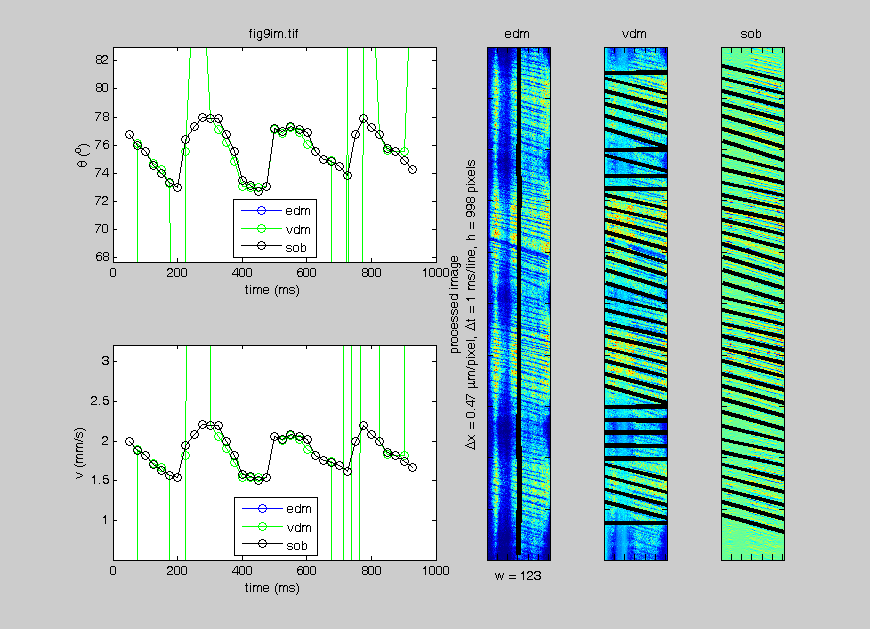 fig9im.tif
82
80
78
76
74
72
70
68
θ (°)
0
200
400
600
800
1000
time (ms)
edm
vdm
sob
3
2.5
2
1.5
1
v (mm/s)
0
200
400
600
800
1000
time (ms)
edm
vdm
sob
processed image
Δx = 0.47 μm/pixel, Δt = 1 ms/line, h = 998 pixels
edm
vdm
sob
w = 123